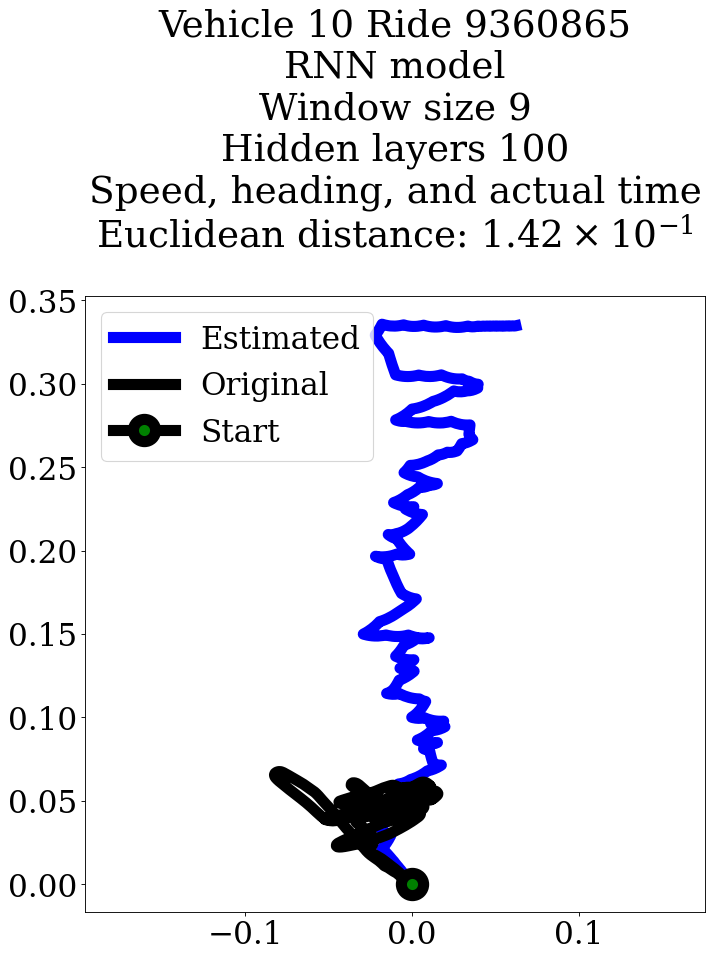 Vehicle 10 Ride 9360865
RNN model
Window size 9
Hidden layers 100
Speed, heading, and actual time
Euclidean distance: 1.42 × 10⁻¹
0.35
Estimated
0.30
Original
Start
0.25
0.20
0.15
0.10
0.05
0.00
−0.1 0.0 0.1